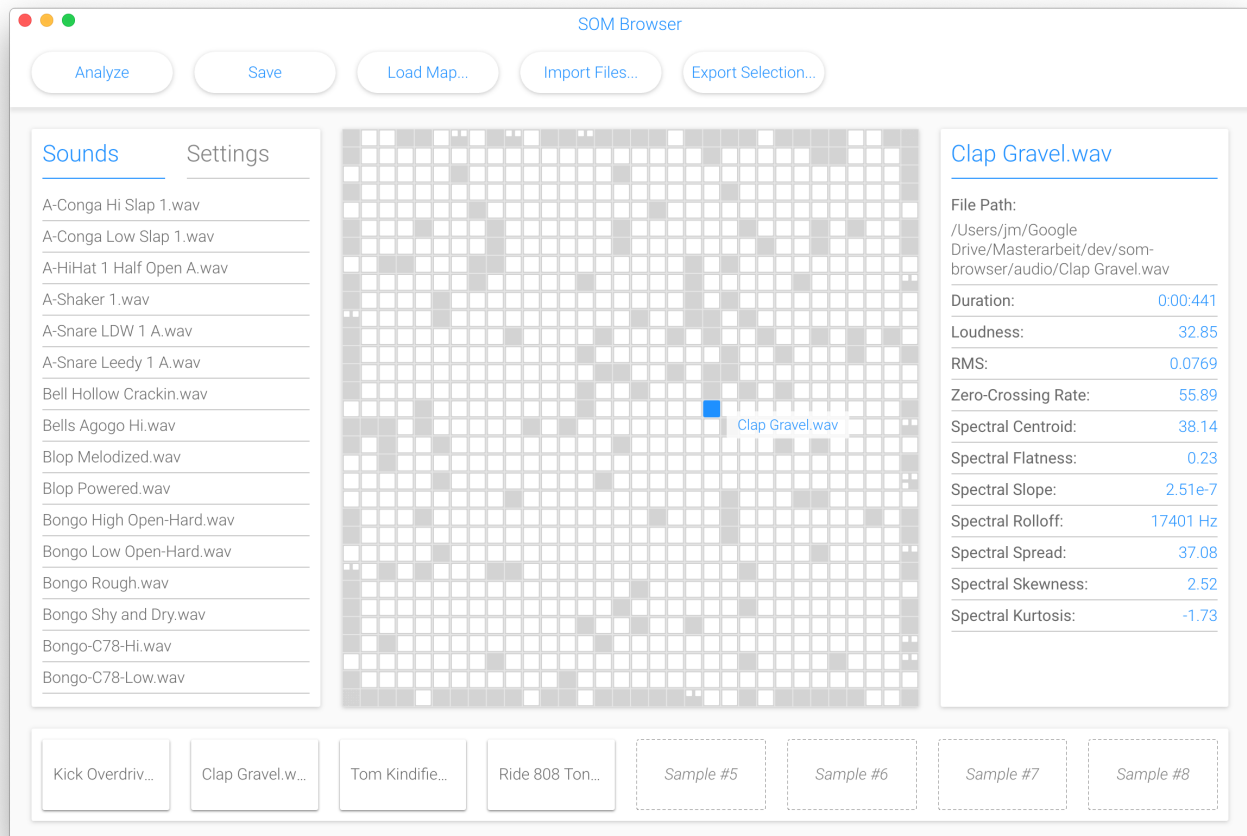 SOM Browser
Analyze
Save
Load Map...
Import Files...
Export Selection...
Sounds
Settings
A-Conga Hi Slap 1.wav
A-Conga Low Slap 1.wav
A-HiHat 1 Half Open A.wav
A-Shaker 1.wav
A-Snare LDW 1 A.wav
A-Snare Leedy 1 A.wav
Bell Hollow Crackin.wav
Bells Agogo Hi.wav
Blop Melodized.wav
Blop Powered.wav
Bongo High Open-Hard.wav
Bongo Low Open-Hard.wav
Bongo Rough.wav
Bongo Shy and Dry.wav
Bongo-C78-Hi.wav
Bongo-C78-Low.wav
Clap Gravel.wav
Clap Gravel.wav
File Path:
/Users/jm/Google
Drive/Masterarbeit/dev/som-
browser/audio/Clap Gravel.wav
Duration: 0:00:441
Loudness: 32.85
RMS: 0.0769
Zero-Crossing Rate: 55.89
Spectral Centroid: 38.14
Spectral Flatness: 0.23
Spectral Slope: 2.51e-7
Spectral Rolloff: 17401 Hz
Spectral Spread: 37.08
Spectral Skewness: 2.52
Spectral Kurtosis: -1.73
Kick Overdriv...
Clap Gravel.w...
Tom Kindifie...
Ride 808 Ton...
Sample #5
Sample #6
Sample #7
Sample #8